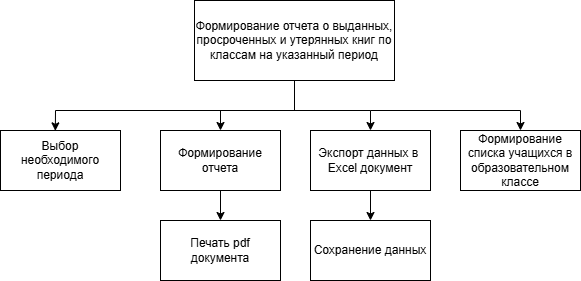 Формирование отчета о выданных,
просроченных и утерянных книг по
классам на указанный период
Выбор
необходимого
периода
Формирование
отчета
Экспорт данных в
Excel документ
Формирование
списка учащихся в
образовательном
классе
Печать pdf
документа
Сохранение данных